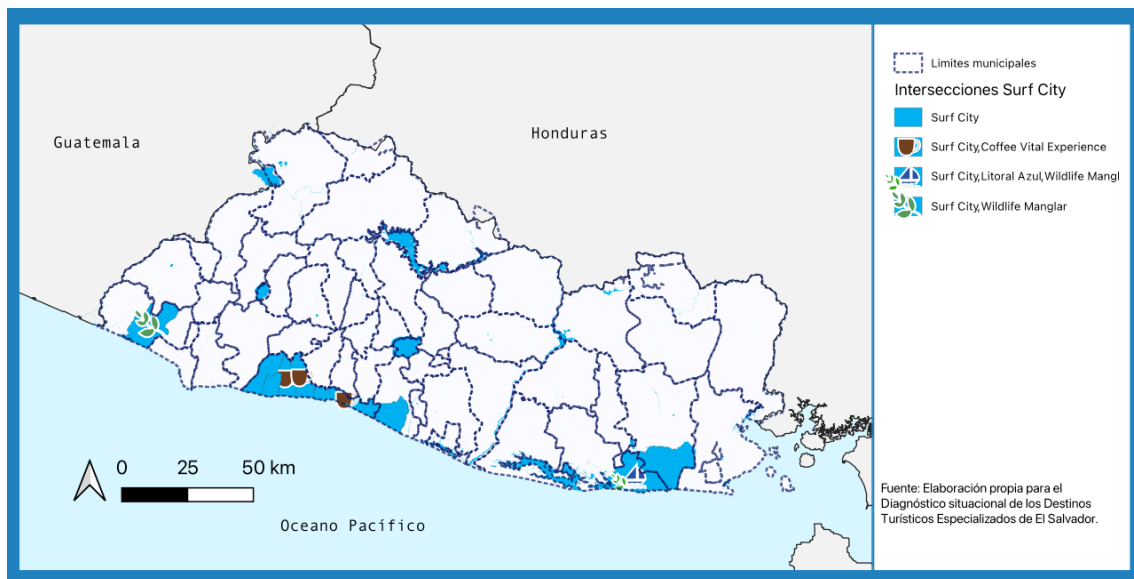 Guatemala
Honduras
Oceano Pacífico
0 25 50 km
Limites municipales
Intersecciones Surf City
Surf City
Surf City,Coffee Vital Experience
Surf City,Litoral Azul,Wildlife Mangl
Surf City,Wildlife Manglar
Fuente: Elaboración propia para el
Diagnóstico situacional de los Destinos
Turísticos Especializados de El Salvador.